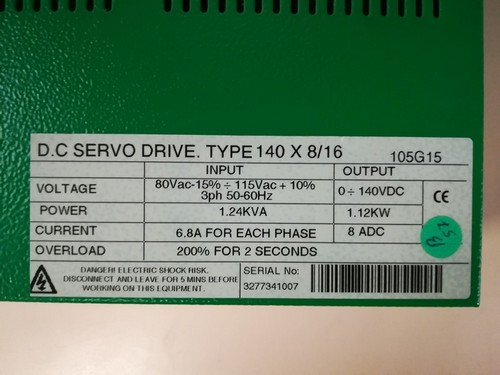 D.C SERVO DRIVE. TYPE 140 X 8/16 105G15
INPUT OUTPUT
VOLTAGE 80Vac-15% ÷ 115Vac + 10% 3ph 50-60Hz 0 ÷ 140VDC
POWER 1.24KVA 1.12KW
CURRENT 6.8A FOR EACH PHASE 8 ADC
OVERLOAD 200% FOR 2 SECONDS
CE
DANGER! ELECTRIC SHOCK RISK.
DISCONNECT AND LEAVE FOR 5 MINS BEFORE
WORKING ON THIS EQUIPMENT.
SERIAL No:
3277341007